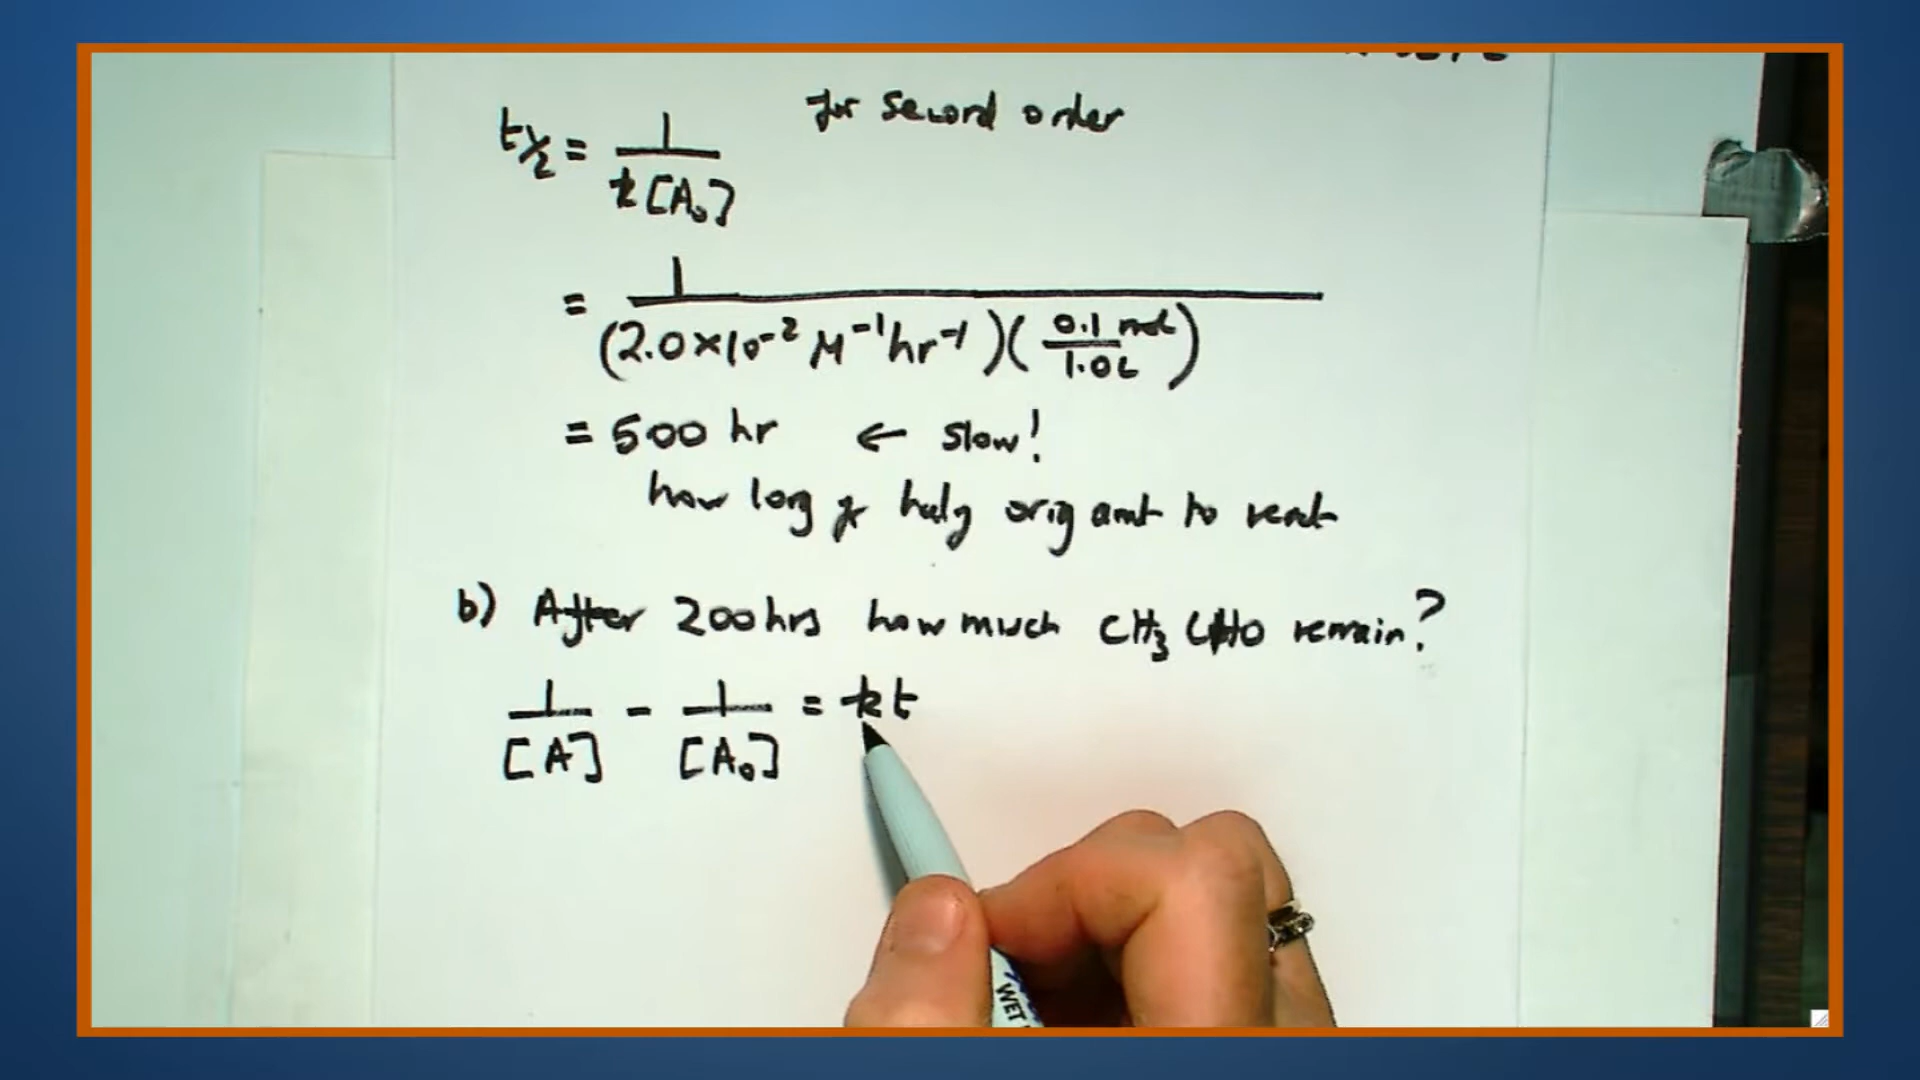 for second order
t½ = 1 / k[A₀]
= 1 / (2.0×10⁻² M⁻¹hr⁻¹)(0.1 mol / 1.0L)
= 500 hr ← slow!
how long for half orig amt to react
b) After 200hrs how much CH₃CHO remain?
1/[A] - 1/[A₀] = kt
WET